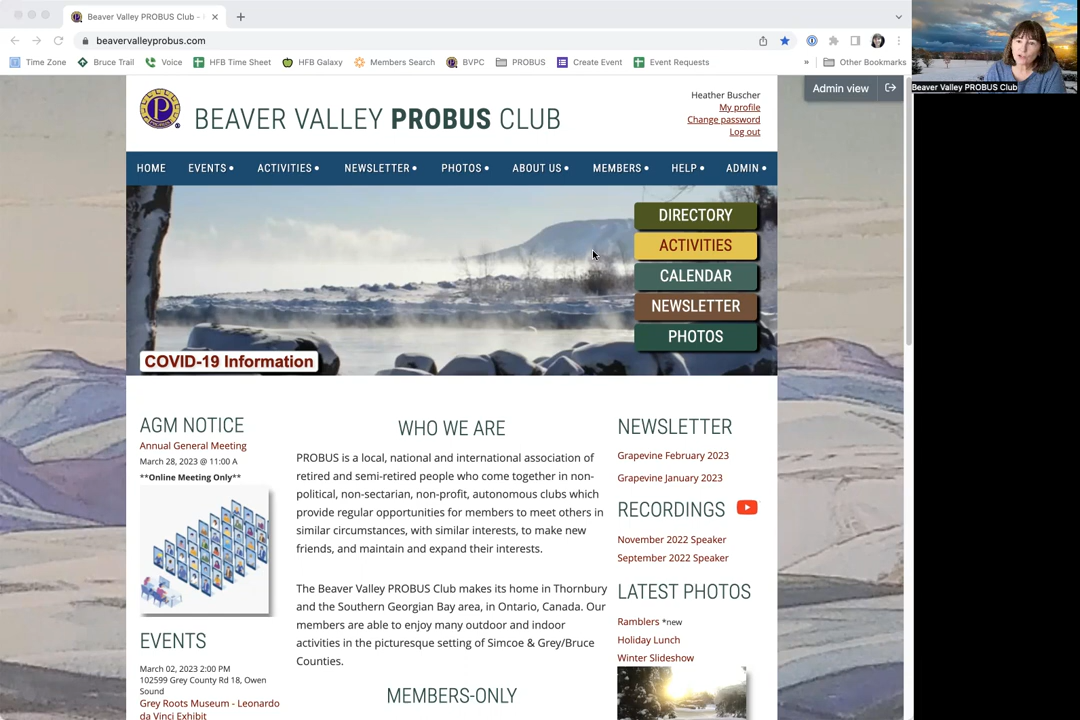 Beaver Valley PROBUS Club -
beavervalleyprobus.com
Time Zone
Bruce Trail
Voice
HFB Time Sheet
HFB Galaxy
Members Search
BVPC
PROBUS
Create Event
Event Requests
»
Other Bookmarks
Beaver Valley PROBUS Club
Admin view
P
BEAVER VALLEY PROBUS CLUB
Heather Buscher
My profile
Change password
Log out
HOME
EVENTS •
ACTIVITIES •
NEWSLETTER •
PHOTOS •
ABOUT US •
MEMBERS •
HELP •
ADMIN •
DIRECTORY
ACTIVITIES
CALENDAR
NEWSLETTER
PHOTOS
COVID-19 Information
AGM NOTICE
Annual General Meeting
March 28, 2023 @ 11:00 A
**Online Meeting Only**
EVENTS
March 02, 2023 2:00 PM
102599 Grey County Rd 18, Owen
Sound
Grey Roots Museum - Leonardo
da Vinci Exhibit
WHO WE ARE
PROBUS is a local, national and international association of
retired and semi-retired people who come together in non-
political, non-sectarian, non-profit, autonomous clubs which
provide regular opportunities for members to meet others in
similar circumstances, with similar interests, to make new
friends, and maintain and expand their interests.
The Beaver Valley PROBUS Club makes its home in Thornbury
and the Southern Georgian Bay area, in Ontario, Canada. Our
members are able to enjoy many outdoor and indoor
activities in the picturesque setting of Simcoe & Grey/Bruce
Counties.
MEMBERS-ONLY
NEWSLETTER
Grapevine February 2023
Grapevine January 2023
RECORDINGS
November 2022 Speaker
September 2022 Speaker
LATEST PHOTOS
Ramblers *new
Holiday Lunch
Winter Slideshow